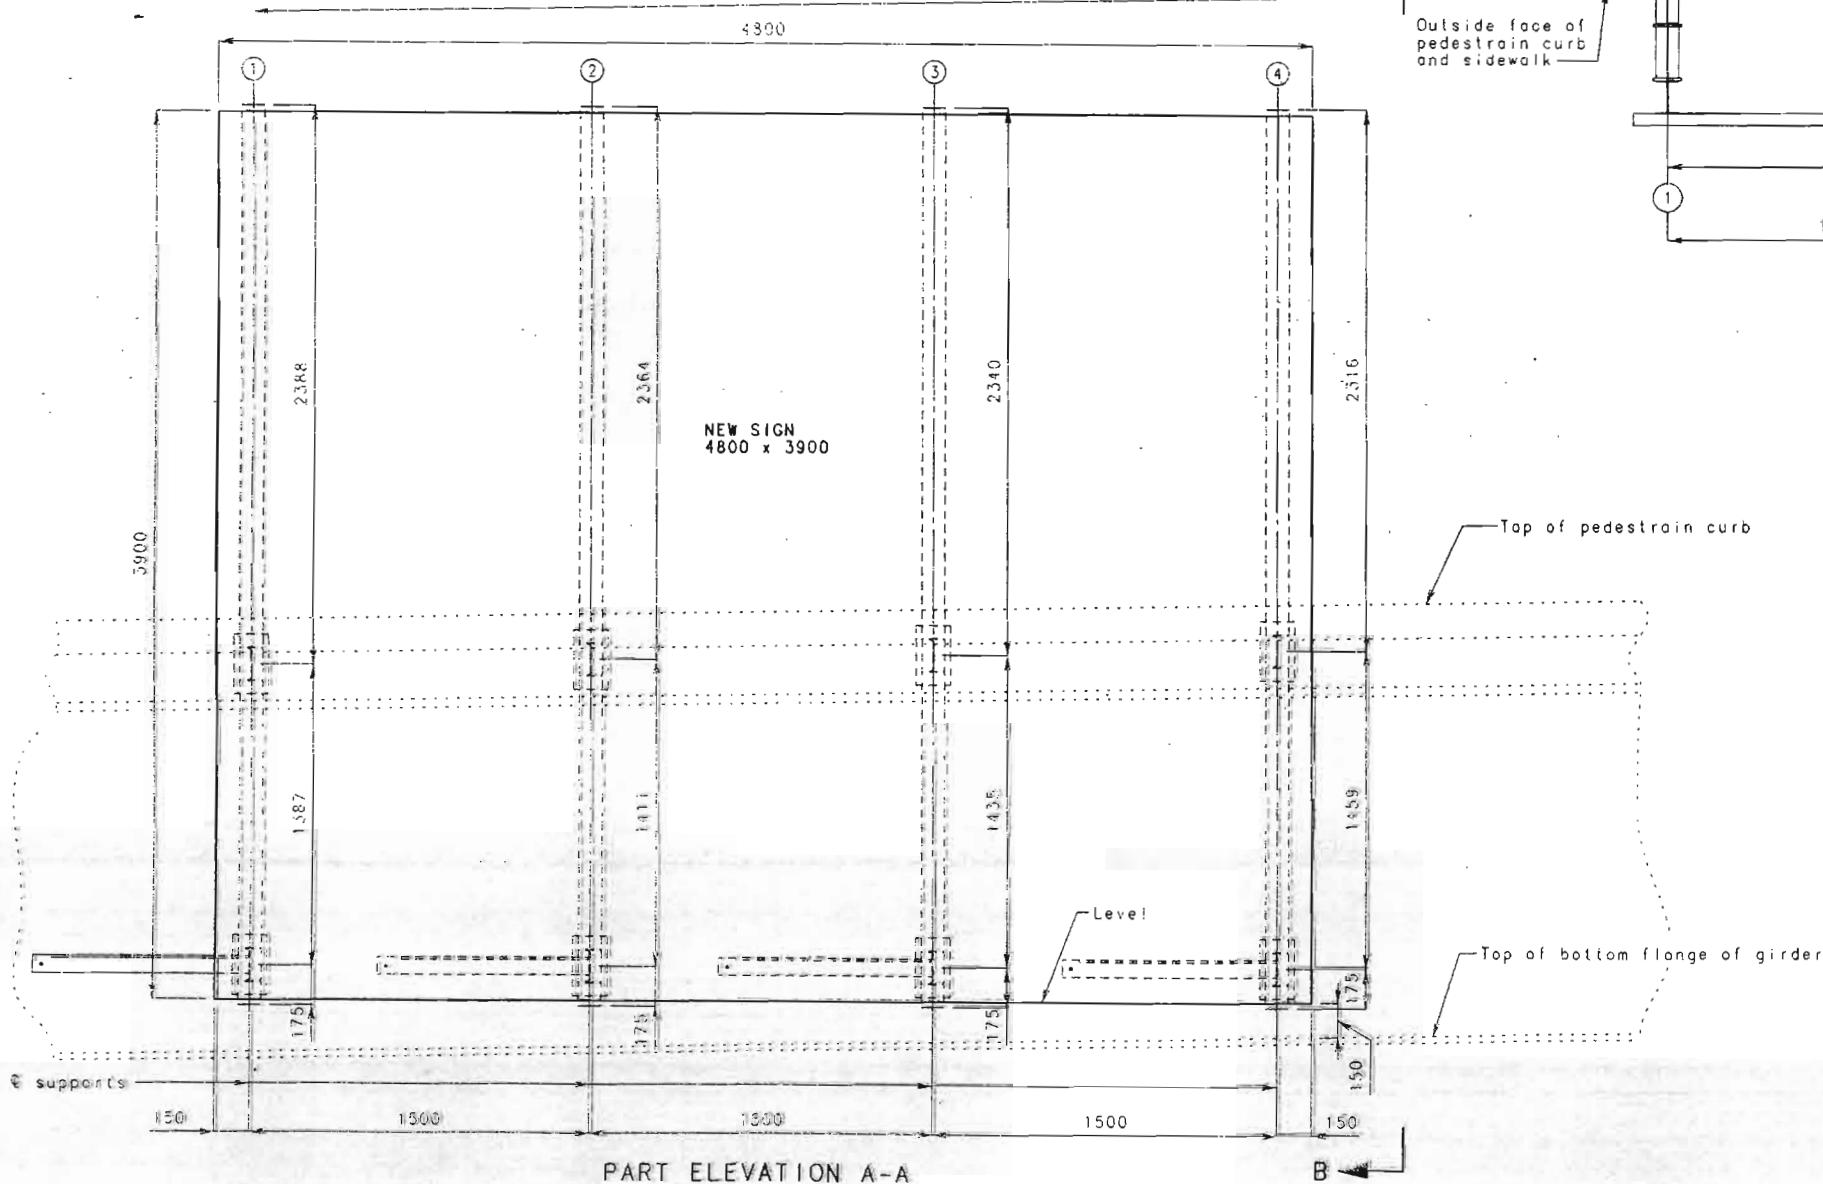 4800
Outside face of
pedestrain curb
and sidewalk
1
2
3
4
1
2388
2364
2340
2316
NEW SIGN
4800 x 3900
3900
Top of pedestrain curb
1387
1411
1435
1459
Level
Top of bottom flange of girder
175
175
175
175
150
℄ supports
150
1500
1500
1500
150
PART ELEVATION A-A
B